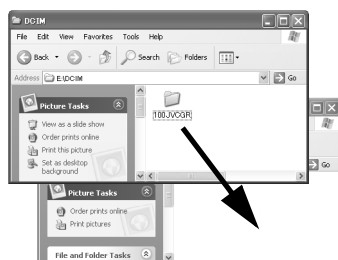 DCIM
File Edit View Favorites Tools Help
Back Search Folders
Address E:\DCIM Go
Picture Tasks
View as a slide show
Order prints online
Print this picture
Set as desktop
background
100JVCGR
Go
Picture Tasks
Order prints online
Print pictures
File and Folder Tasks